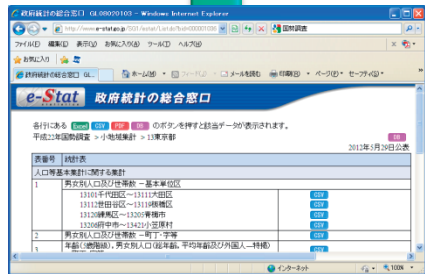 政府統計の総合窓口 GL08020103 - Windows Internet Explorer
http://www.e-stat.go.jp/SG1/estat/List.do?bid=000001036
国勢調査
ファイル(F) 編集(E) 表示(V) お気に入り(A) ツール(T) ヘルプ(H)
お気に入り
政府統計の総合窓口 GL...
ホーム(M) フィード(J) メールを読む 印刷(R) ページ(P) セーフティ(S)
e-Stat 政府統計の総合窓口
各行にある Excel CSV PDF DB のボタンを押すと該当データが表示されます。
平成22年国勢調査 > 小地域集計 > 13東京都
DB
2012年5月29日公表
表番号 統計表
人口等基本集計に関する集計
1 男女別人口及び世帯数 -基本単位区
13101千代田区～13111大田区 CSV
13112世田谷区～13119板橋区 CSV
13120練馬区～13205青梅市 CSV
13206府中市～13421小笠原村 CSV
2 男女別人口及び世帯数 -町丁・字等 CSV
3 年齢(5歳階級),男女別人口(総年齢,平均年齢及び外国人-特掲) CSV
インターネット 100%